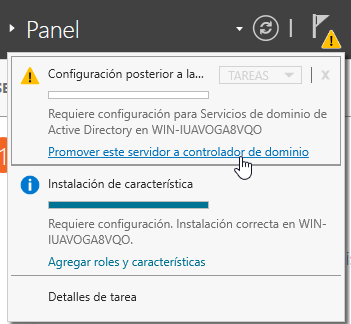 Panel
Configuración posterior a la...
TAREAS
X
Requiere configuración para Servicios de dominio de
Active Directory en WIN-IUAVOGA8VQO
Promover este servidor a controlador de dominio
Instalación de característica
Requiere configuración. Instalación correcta en WIN-
IUAVOGA8VQO.
Agregar roles y características
Detalles de tarea